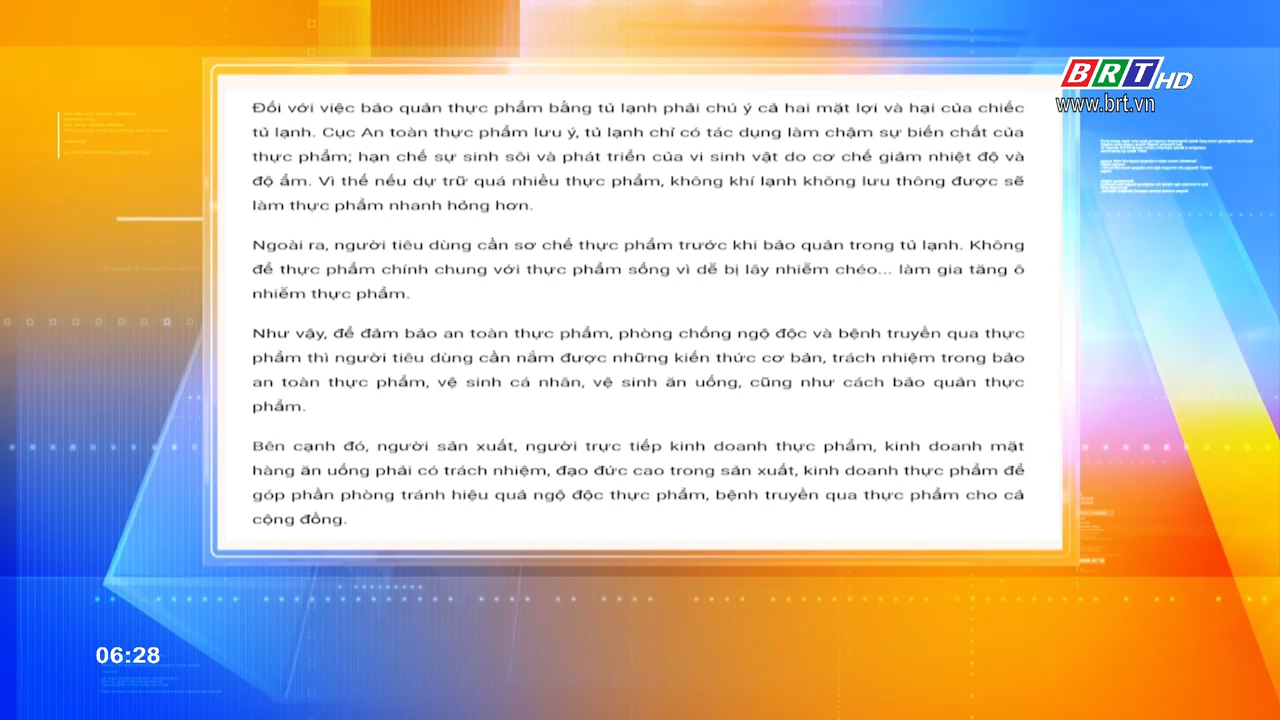 BRT HD
www.brt.vn
Đối với việc bảo quản thực phẩm bằng tủ lạnh phải chú ý cả hai mặt lợi và hại của chiếc
tủ lạnh. Cục An toàn thực phẩm lưu ý, tủ lạnh chỉ có tác dụng làm chậm sự biến chất của
thực phẩm; hạn chế sự sinh sôi và phát triển của vi sinh vật do cơ chế giảm nhiệt độ và
độ ẩm. Vì thế nếu dự trữ quá nhiều thực phẩm, không khí lạnh không lưu thông được sẽ
làm thực phẩm nhanh hỏng hơn.
Ngoài ra, người tiêu dùng cần sơ chế thực phẩm trước khi bảo quản trong tủ lạnh. Không
để thực phẩm chính chung với thực phẩm sống vì dễ bị lây nhiễm chéo... làm gia tăng ô
nhiễm thực phẩm.
Như vậy, để đảm bảo an toàn thực phẩm, phòng chống ngộ độc và bệnh truyền qua thực
phẩm thì người tiêu dùng cần nắm được những kiến thức cơ bản, trách nhiệm trong bảo
an toàn thực phẩm, vệ sinh cá nhân, vệ sinh ăn uống, cũng như cách bảo quản thực
phẩm.
Bên cạnh đó, người sản xuất, người trực tiếp kinh doanh thực phẩm, kinh doanh mặt
hàng ăn uống phải có trách nhiệm, đạo đức cao trong sản xuất, kinh doanh thực phẩm để
góp phần phòng tránh hiệu quả ngộ độc thực phẩm, bệnh truyền qua thực phẩm cho cả
cộng đồng.
06:28